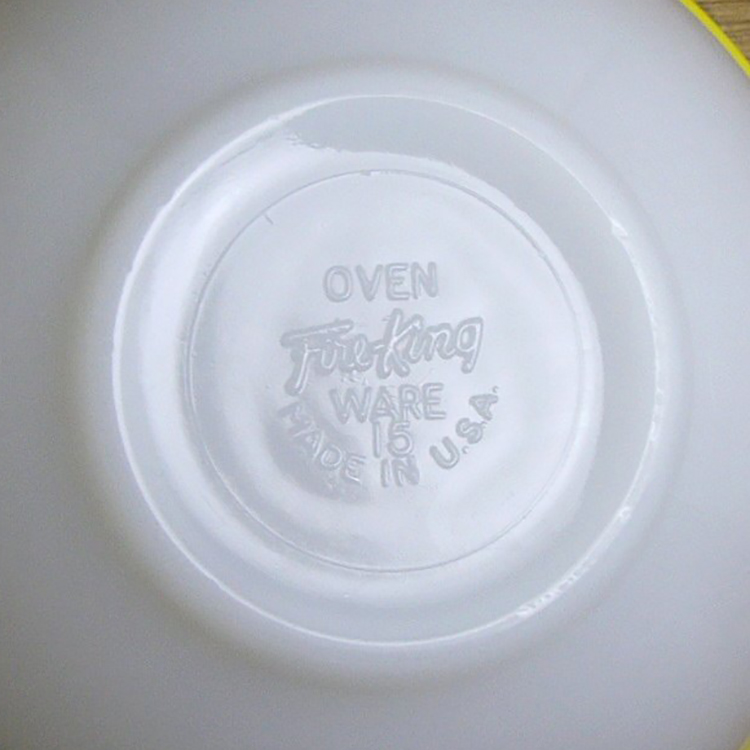 OVEN
Fire-King
WARE
15
MADE IN U.S.A.